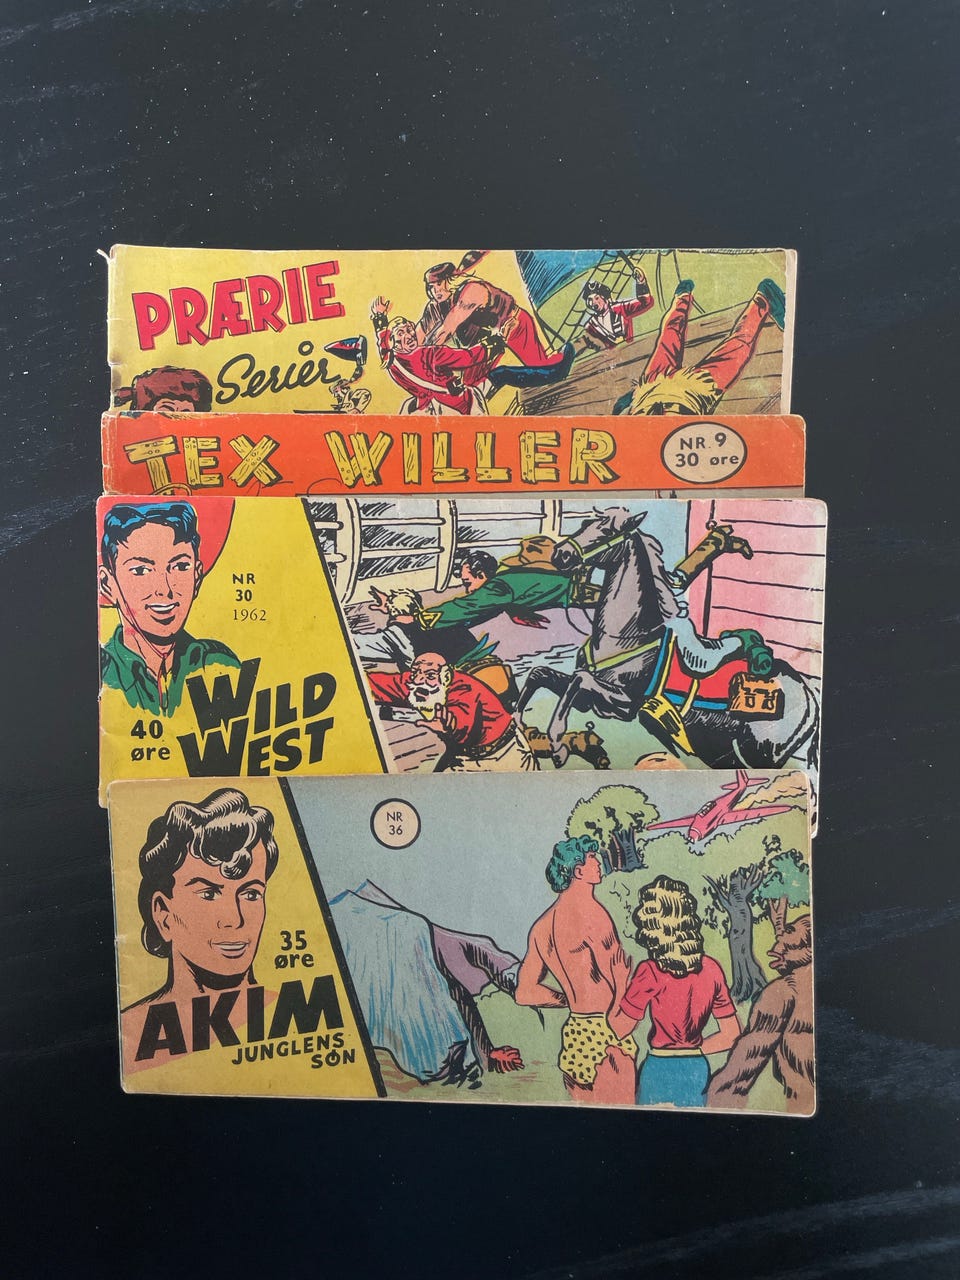 PRÆRIE
Serier
TEX WILLER
NR. 9
30 øre
NR
30
1962
WILD
WEST
40
øre
NR
36
35
øre
AKIM
JUNGLENS
SØN